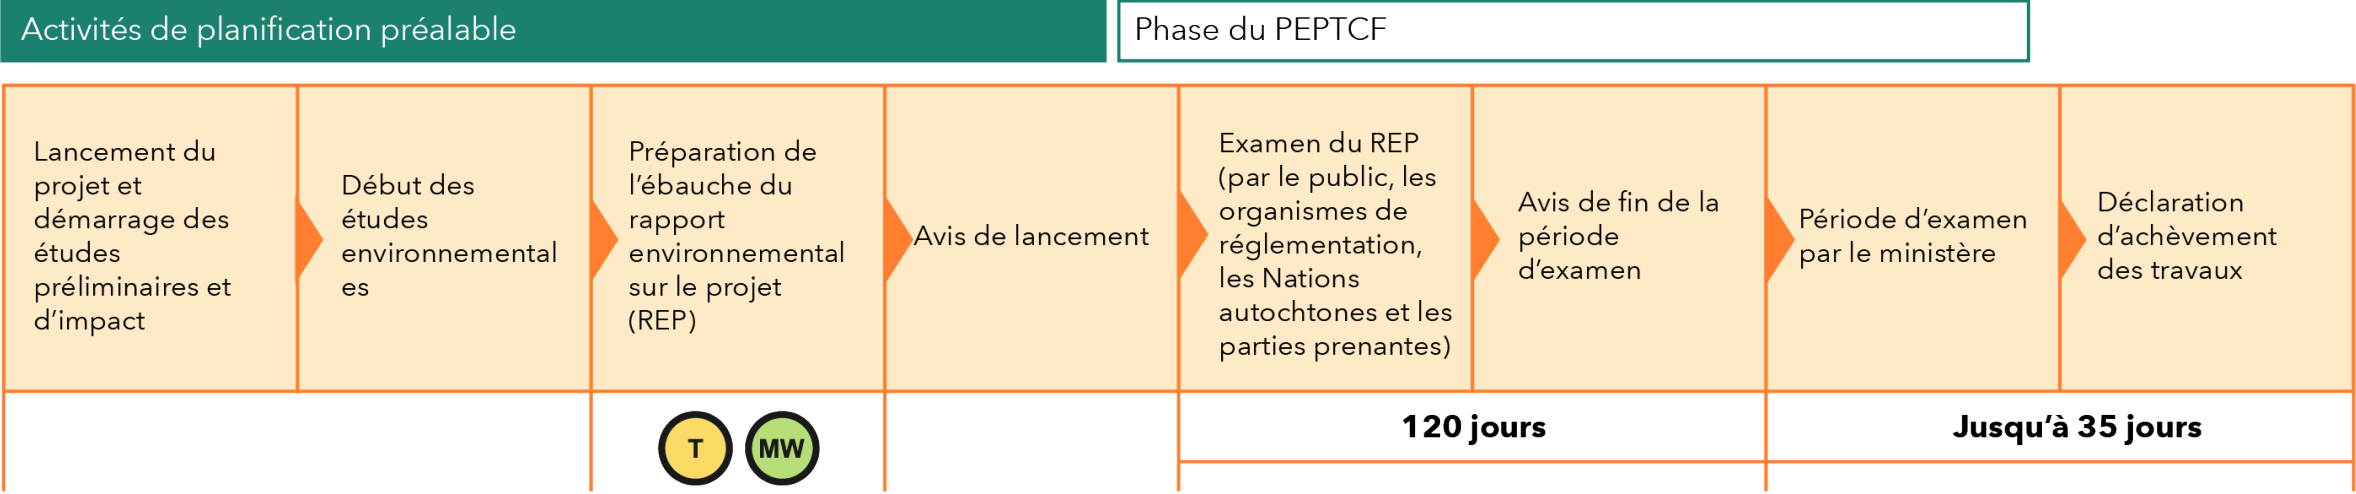 Activités de planification préalable
Phase du PEPTCF
Lancement du
projet et
démarrage des
études
préliminaires et
d’impact
Début des
études
environnemental
es
Préparation de
l’ébauche du
rapport
environnemental
sur le projet
(REP)
Avis de lancement
Examen du REP
(par le public, les
organismes de
réglementation,
les Nations
autochtones et les
parties prenantes)
Avis de fin de la
période
d’examen
Période d’examen
par le ministère
Déclaration
d’achèvement
des travaux
T
MW
120 jours
Jusqu’à 35 jours